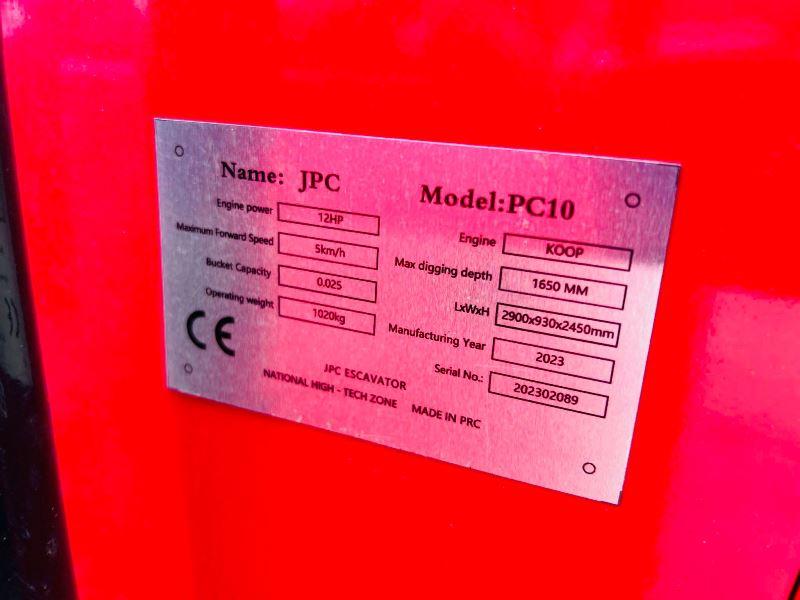 Name: JPC
Model:PC10
Engine power 12HP
Maximum Forward Speed 5km/h
Bucket Capacity 0.025
Operating weight 1020kg
Engine KOOP
Max digging depth 1650 MM
LxWxH 2900x930x2450mm
Manufacturing Year 2023
Serial No.: 202302089
CE
JPC ESCAVATOR
NATIONAL HIGH - TECH ZONE MADE IN PRC